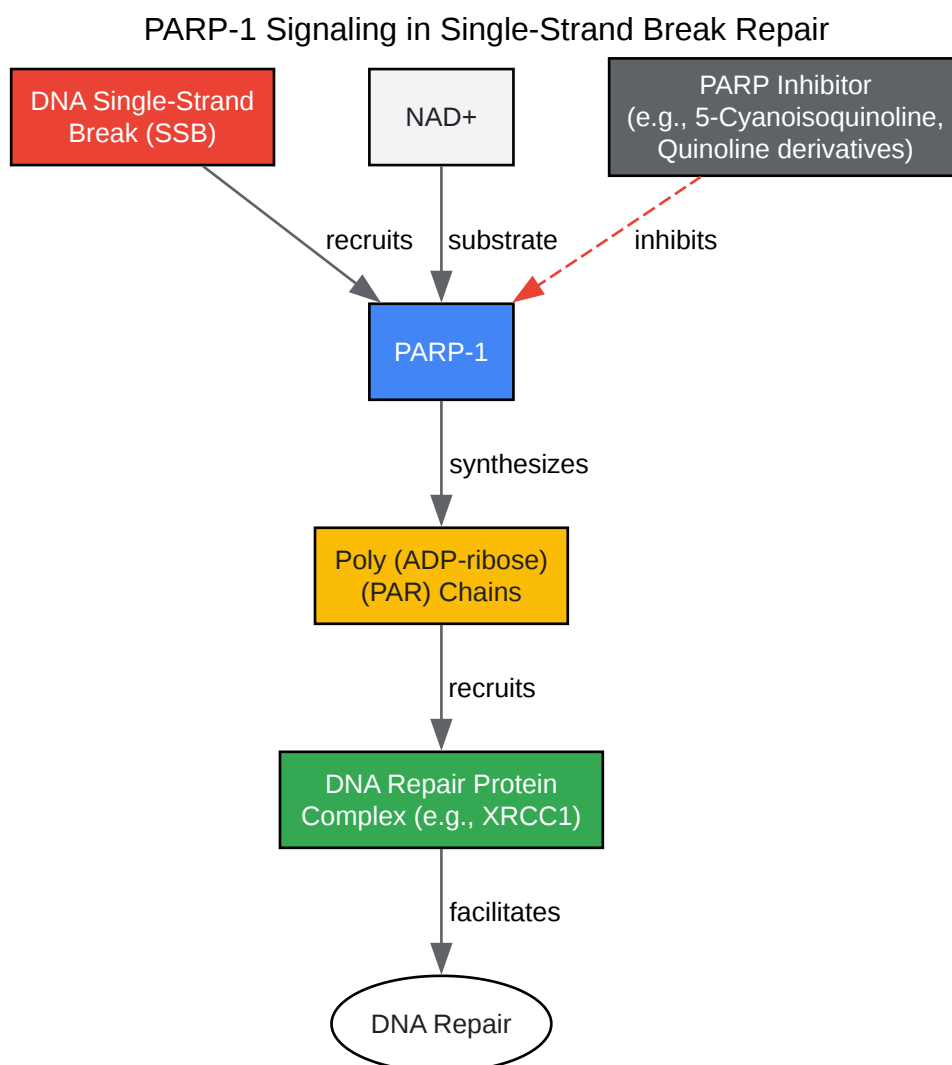 PARP-1 Signaling in Single-Strand Break Repair
DNA Single-Strand
Break (SSB)
NAD+
PARP Inhibitor
(e.g., 5-Cyanoisoquinoline,
Quinoline derivatives)
recruits
substrate
inhibits
PARP-1
synthesizes
Poly (ADP-ribose)
(PAR) Chains
recruits
DNA Repair Protein
Complex (e.g., XRCC1)
facilitates
DNA Repair